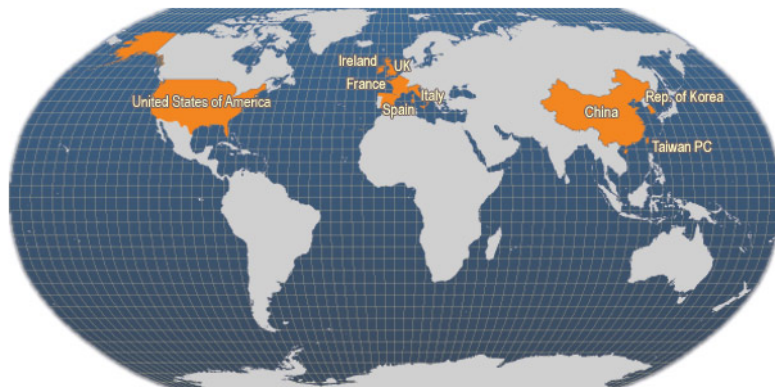 Ireland
UK
France
Italy
Spain
United States of America
China
Rep. of Korea
Taiwan PC